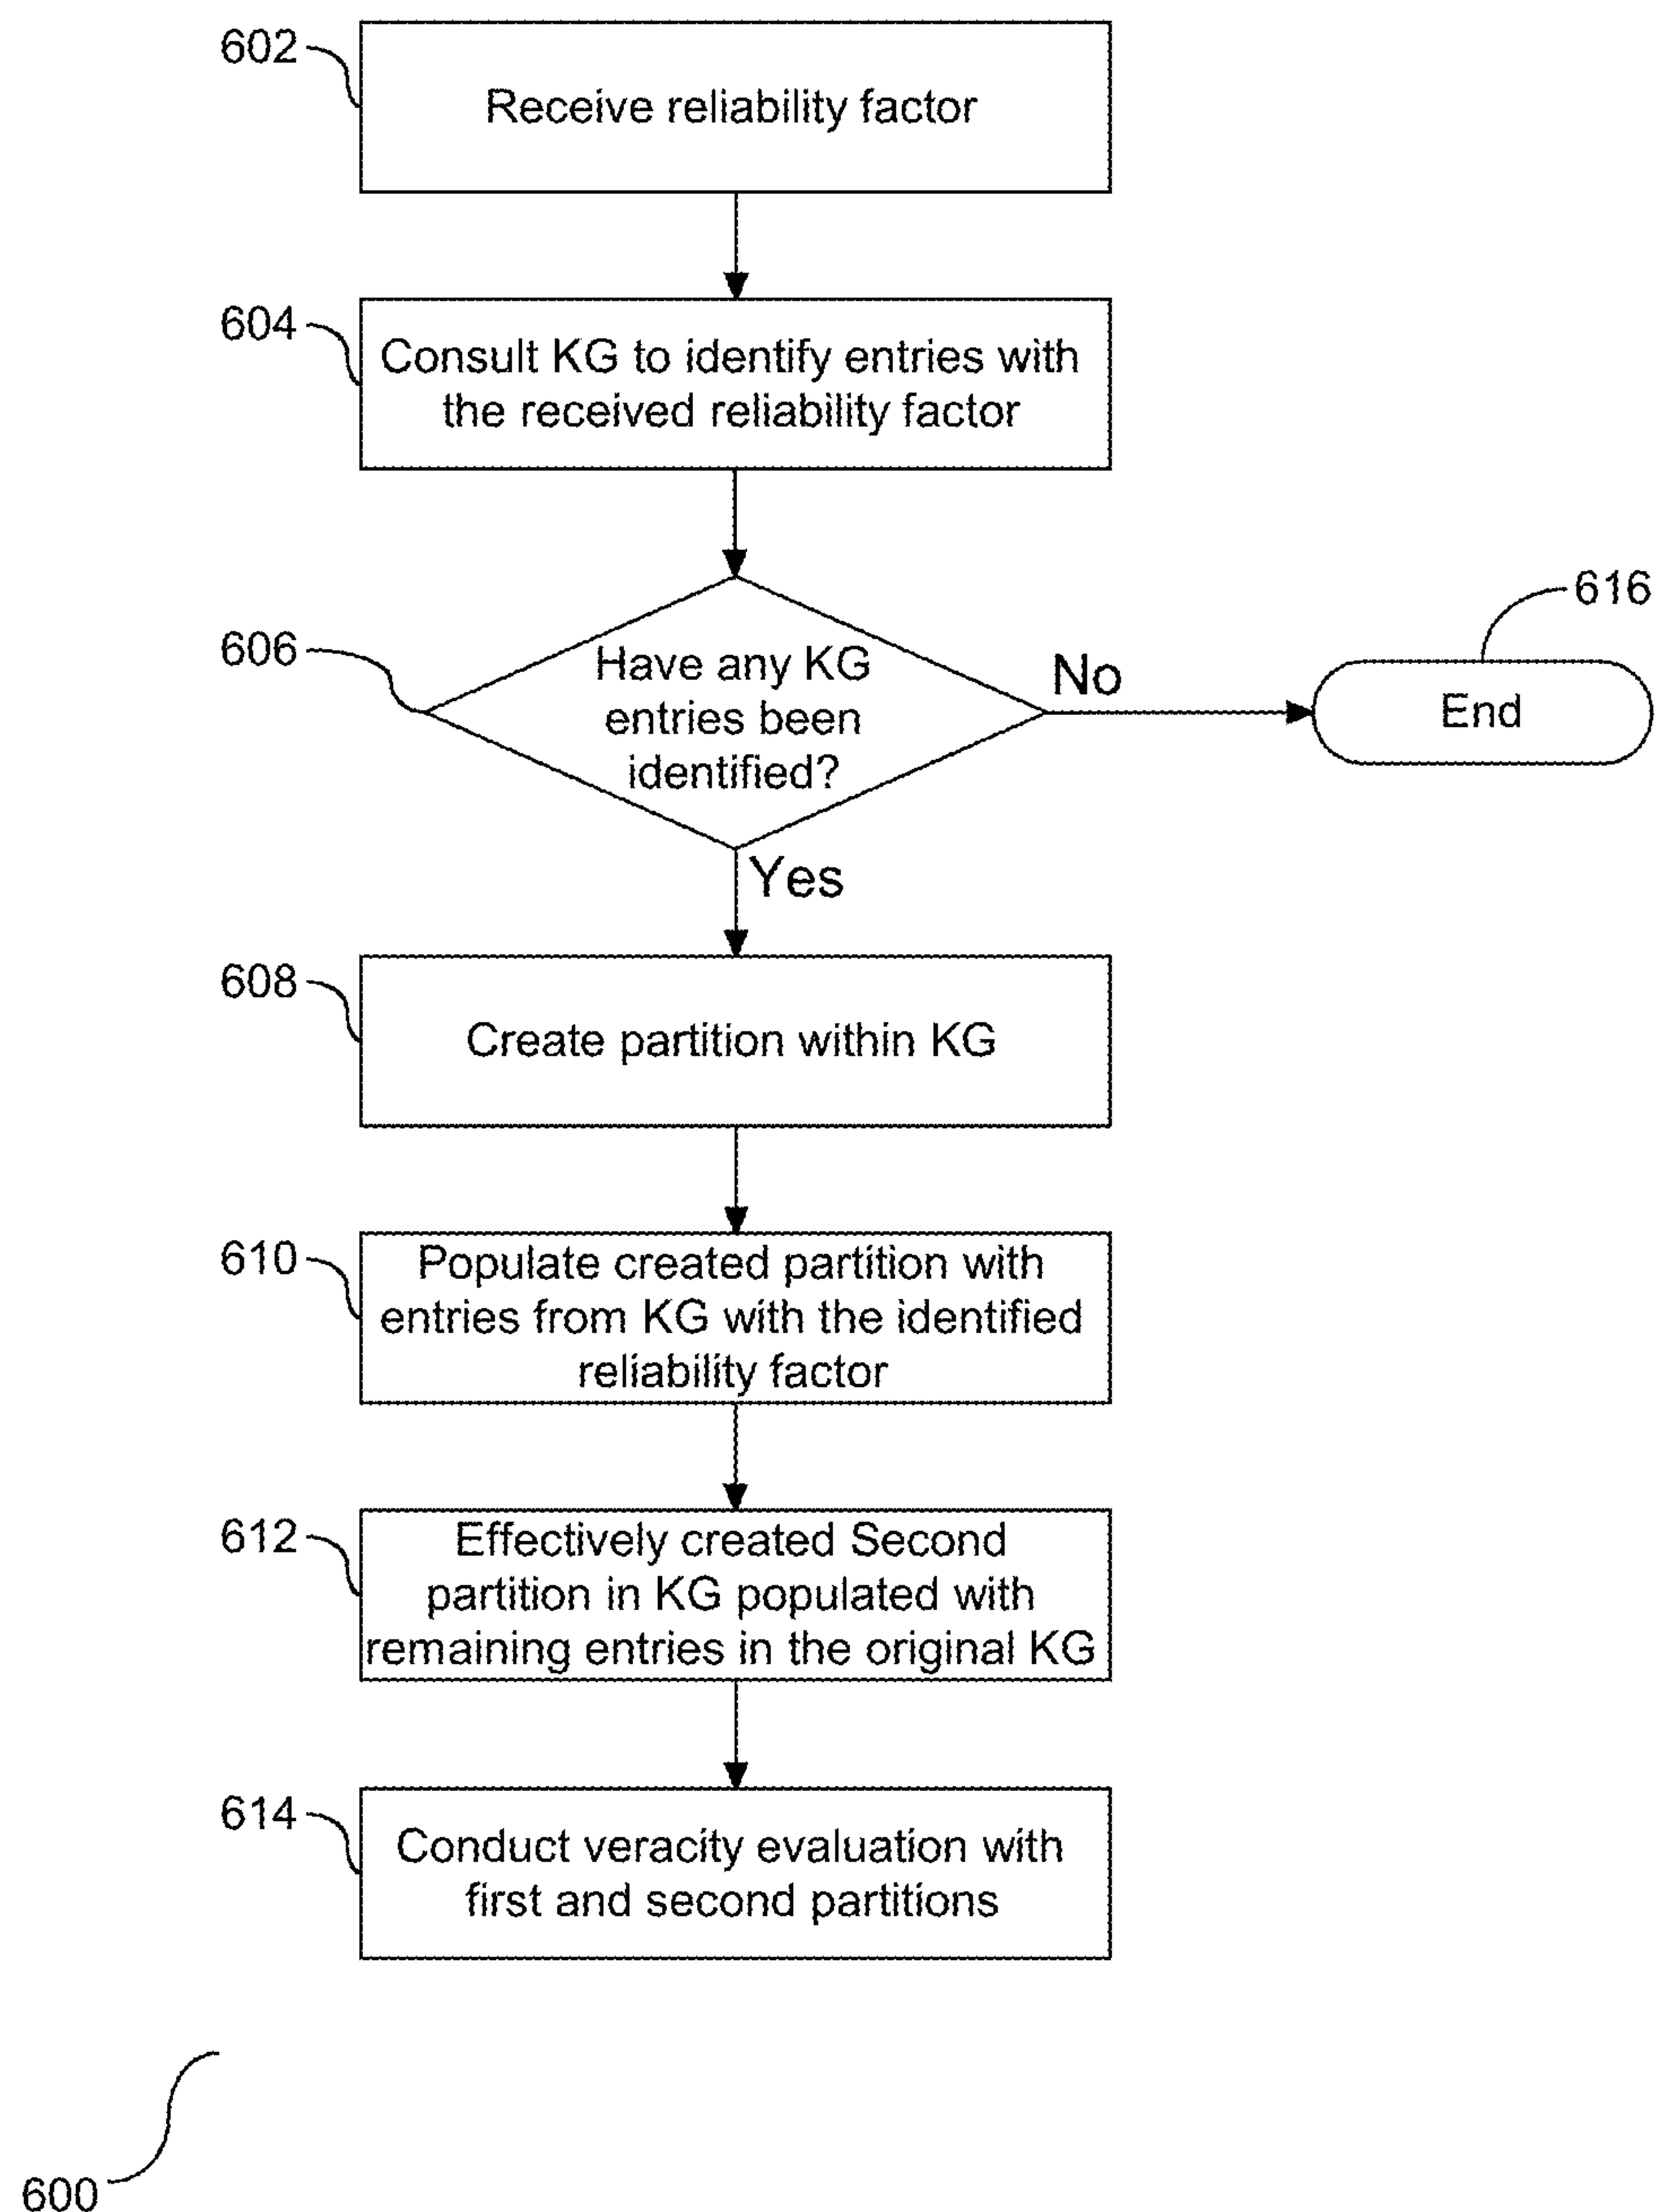 602
Receive reliability factor
604
Consult KG to identify entries with
the received reliability factor
606
Have any KG
entries been
identified?
No
616
End
Yes
608
Create partition within KG
610
Populate created partition with
entries from KG with the identified
reliability factor
612
Effectively created Second
partition in KG populated with
remaining entries in the original KG
614
Conduct veracity evaluation with
first and second partitions
600